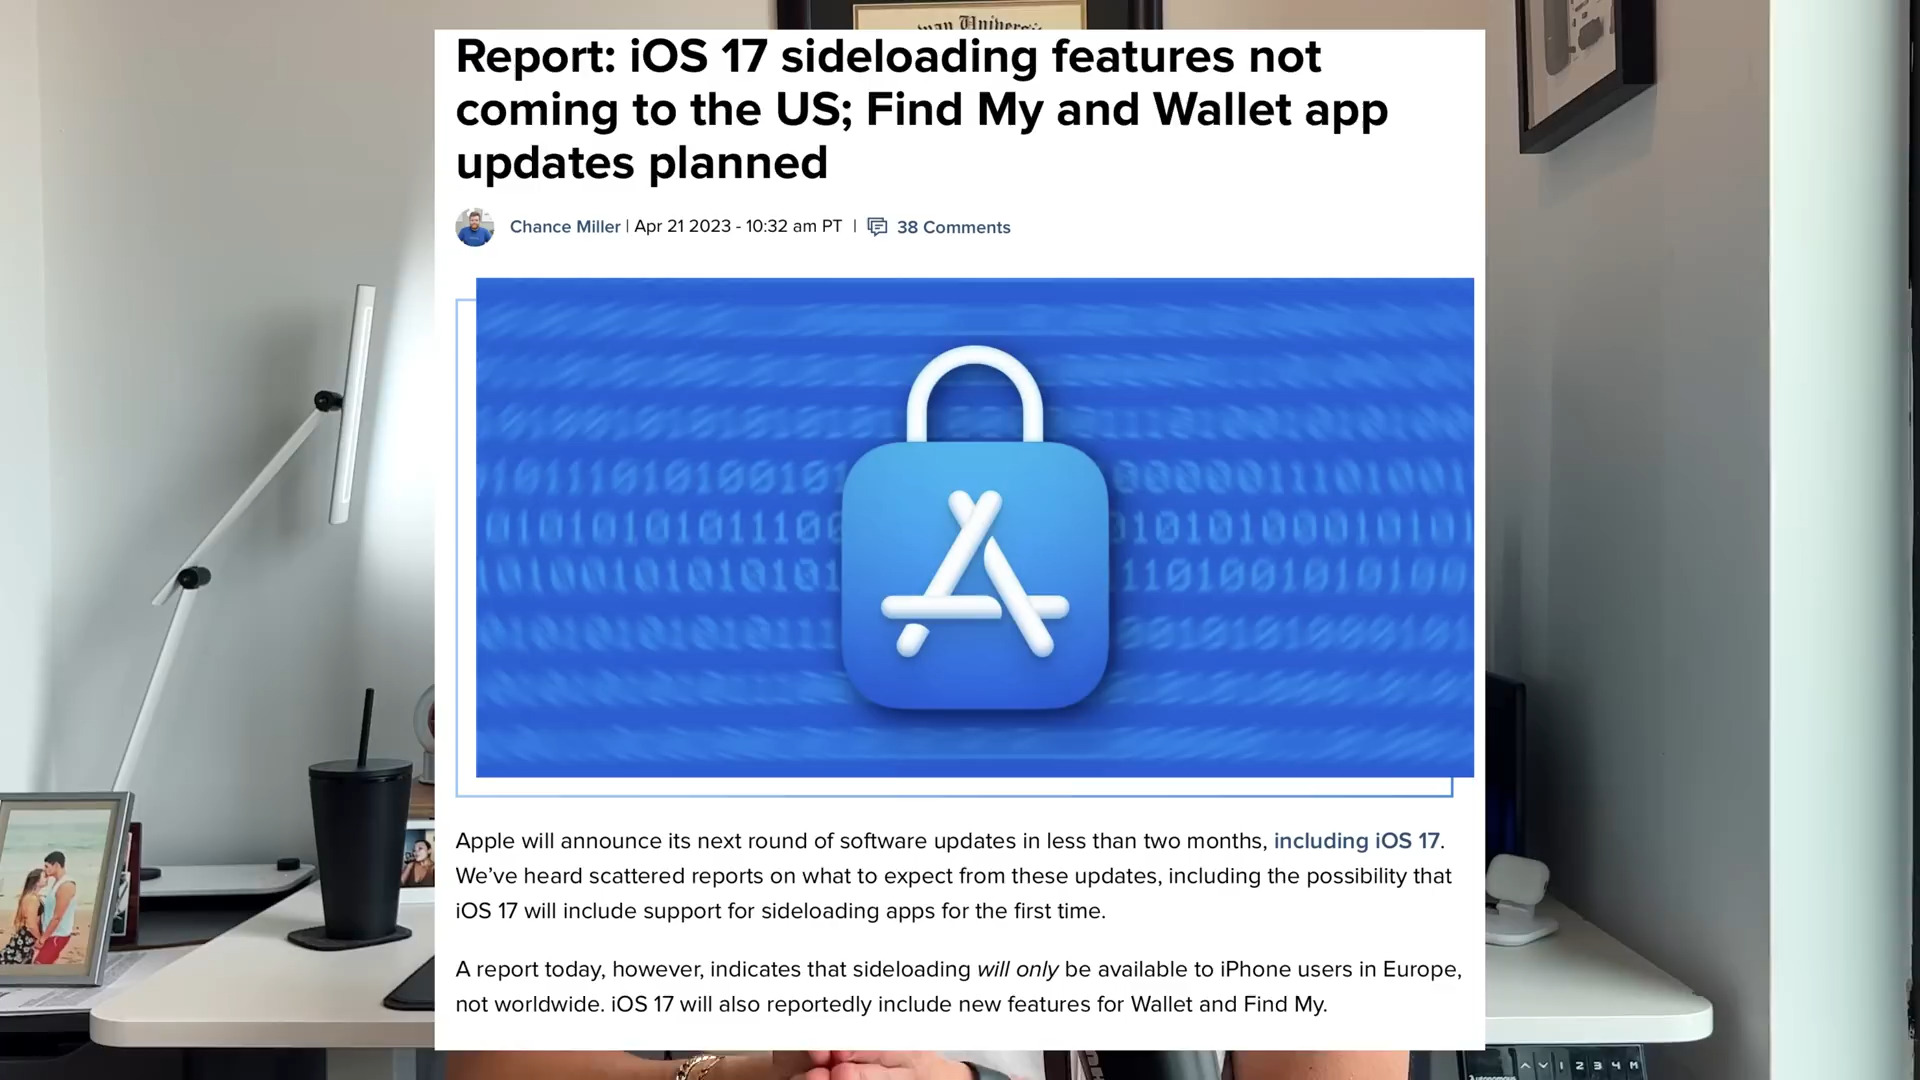 Report: iOS 17 sideloading features not
coming to the US; Find My and Wallet app
updates planned
Chance Miller | Apr 21 2023 - 10:32 am PT | 38 Comments
Apple will announce its next round of software updates in less than two months, including iOS 17.
We’ve heard scattered reports on what to expect from these updates, including the possibility that
iOS 17 will include support for sideloading apps for the first time.
A report today, however, indicates that sideloading will only be available to iPhone users in Europe,
not worldwide. iOS 17 will also reportedly include new features for Wallet and Find My.
1 2 3 4 M